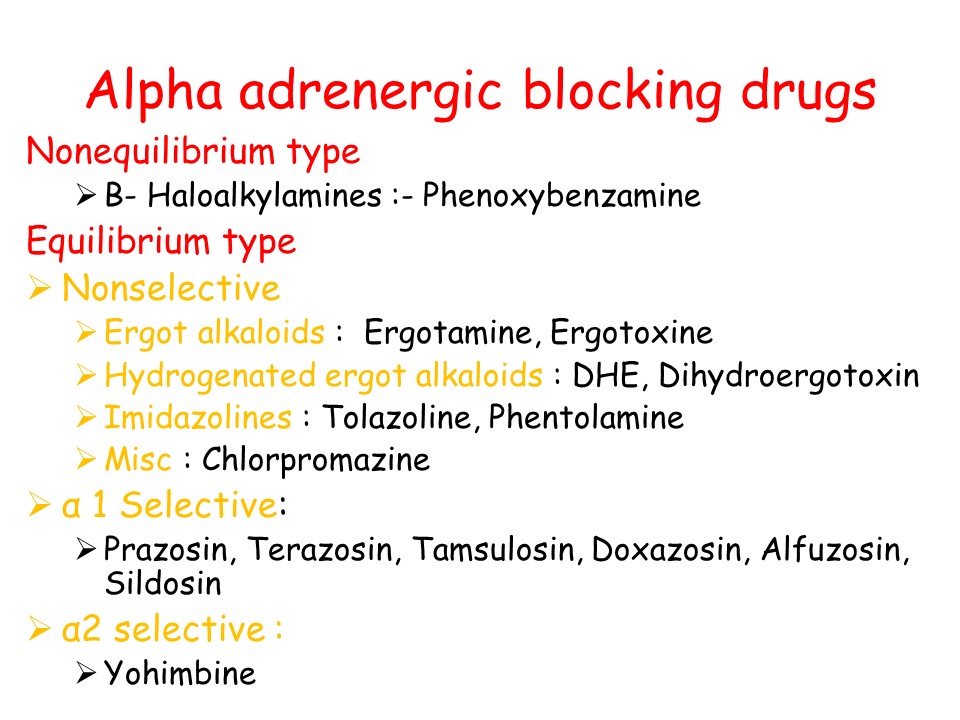 Alpha adrenergic blocking drugs
Nonequilibrium type
➢ B- Haloalkylamines :- Phenoxybenzamine
Equilibrium type
➢ Nonselective
➢ Ergot alkaloids :  Ergotamine, Ergotoxine
➢ Hydrogenated ergot alkaloids : DHE, Dihydroergotoxin
➢ Imidazolines : Tolazoline, Phentolamine
➢ Misc : Chlorpromazine
➢ α 1 Selective:
➢ Prazosin, Terazosin, Tamsulosin, Doxazosin, Alfuzosin,
Sildosin
➢ α2 selective :
➢ Yohimbine